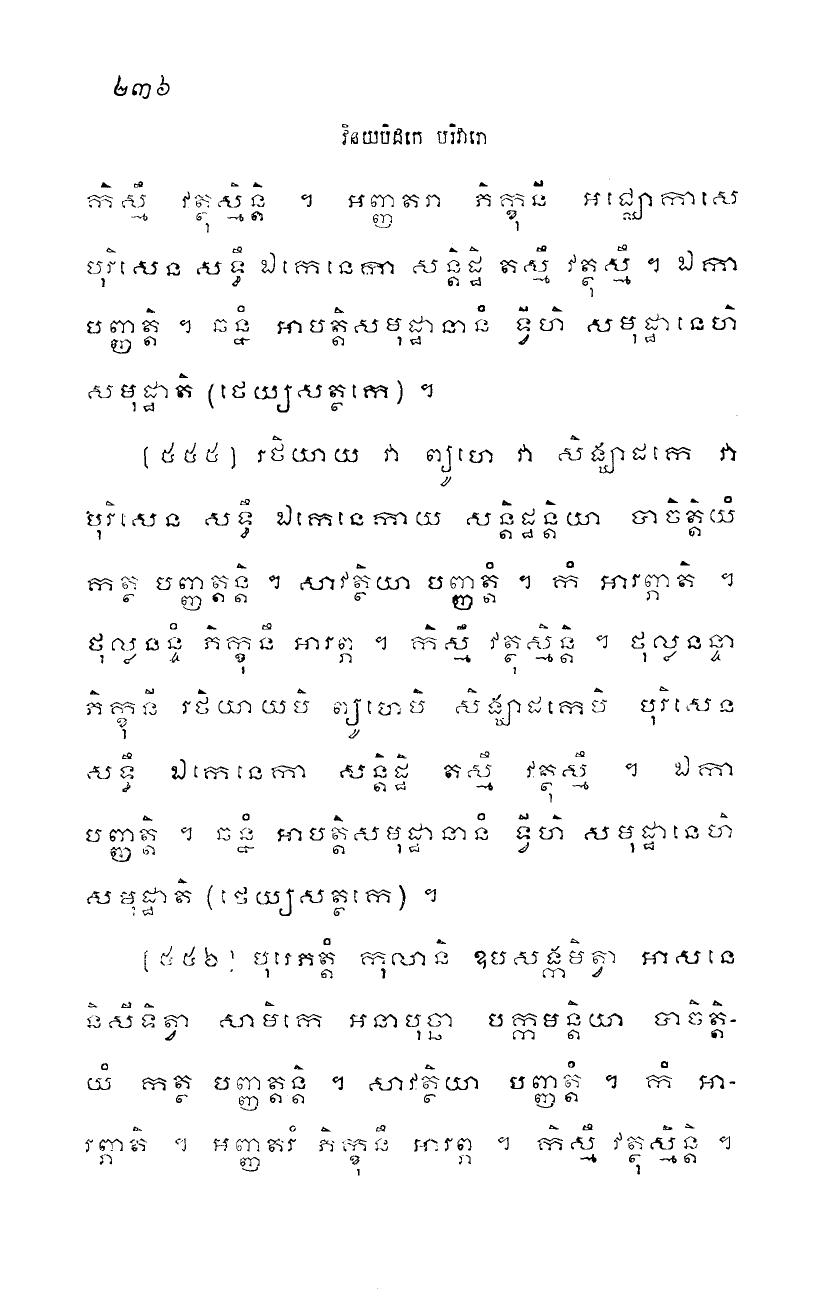 ២៣៦
វិនយបិដកេ បរិវារោ
កិស្មឹ វត្ថុស្មិន្តិ ។ អញ្ញតរា ភិក្ខុនី អជ្ឈោកាសេ
បុរិសេន សទ្ធឹ ឯកេនេកា សន្តិដ្ឋិ តស្មឹ វត្ថុស្មឹ ។ ឯកា
បញ្ញត្តិ ។ ឆន្នំ អាបត្តិសមុដ្ឋានានំ ទ្វីហិ សមុដ្ឋានេហិ
សមុដ្ឋាតិ (ថេយ្យសត្ថកេ) ។
[៥៥៥] រថិយាយ វា ព្យូហេ វា សិង្ឃាដកេ វា
បុរិសេន សទ្ធឹ ឯកេនេកាយ សន្តិដ្ឋន្តិយា បាចិត្តិយំ
កត្ថ បញ្ញត្តន្តិ ។ សាវត្ថិយា បញ្ញត្តំ ។ កំ អារព្ភាតិ ។
ថុល្លនន្ទំ ភិក្ខុនឹ អារព្ភ ។ កិស្មឹ វត្ថុស្មិន្តិ ។ ថុល្លនន្ទា
ភិក្ខុនី រថិយាយបិ ព្យូហេបិ សិង្ឃាដកេបិ បុរិសេន
សទ្ធឹ ឯកេនេកា សន្តិដ្ឋិ តស្មឹ វត្ថុស្មឹ ។ ឯកា
បញ្ញត្តិ ។ ឆន្នំ អាបត្តិសមុដ្ឋានានំ ទ្វីហិ សមុដ្ឋានេហិ
សមុដ្ឋាតិ (ថេយ្យសត្ថកេ) ។
[៥៥៦] បុរេភត្តំ កុលានិ ឧបសង្កមិត្វា អាសនេ
និសីទិត្វា សាមិកេ អនាបុច្ឆា បក្កមន្តិយា បាចិត្តិ-
យំ កត្ថ បញ្ញត្តន្តិ ។ សាវត្ថិយា បញ្ញត្តំ ។ កំ អា-
រព្ភាតិ ។ អញ្ញតរំ ភិក្ខុនឹ អារព្ភ ។ កិស្មឹ វត្ថុស្មិន្តិ ។